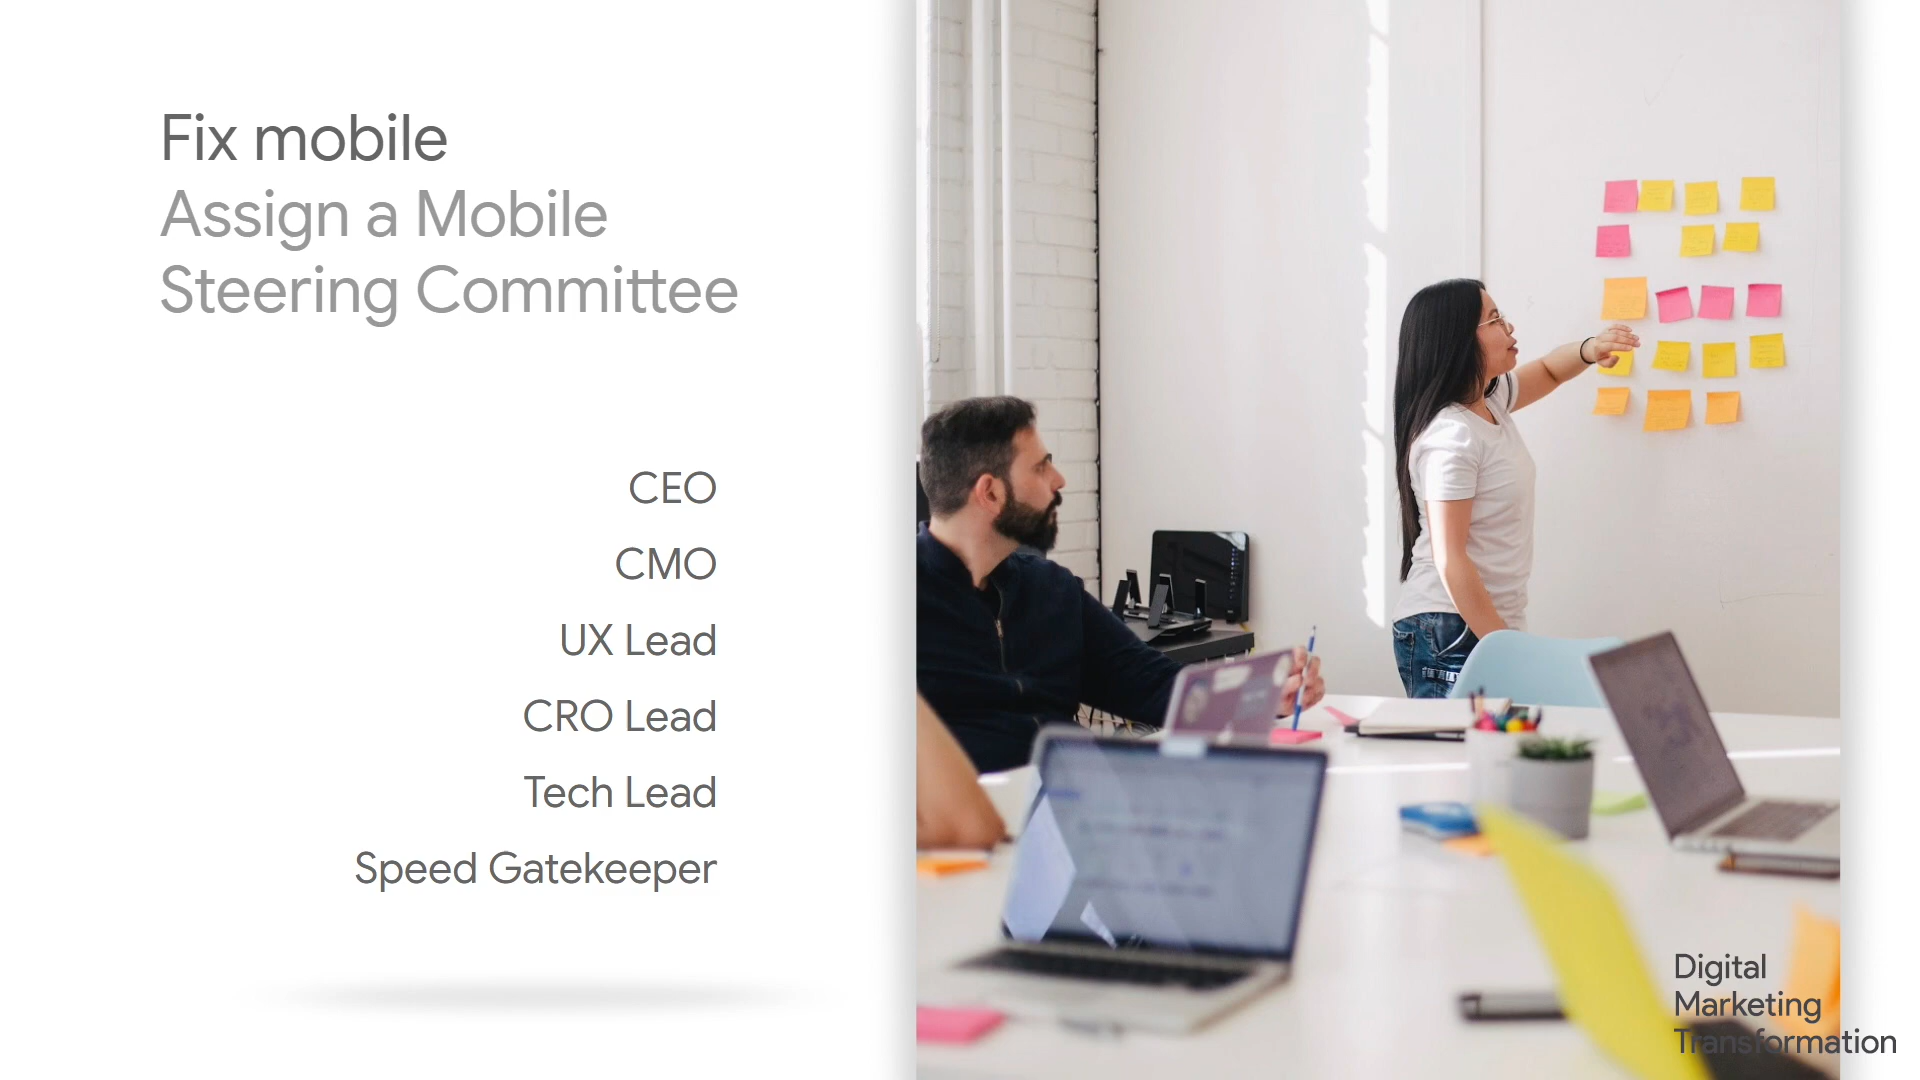 Fix mobile
Assign a Mobile
Steering Committee
CEO
CMO
UX Lead
CRO Lead
Tech Lead
Speed Gatekeeper
Digital
Marketing
Transformation